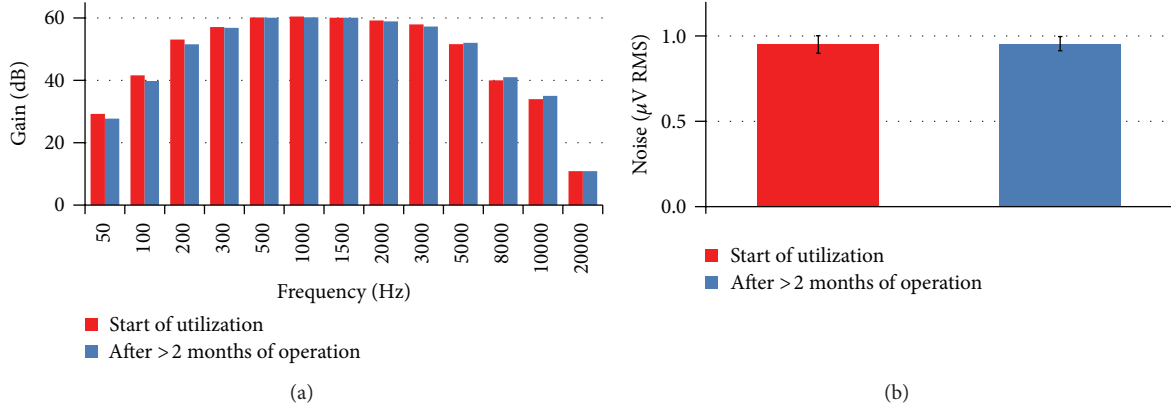 60
40
20
0
Gain (dB)
50
100
200
300
500
1000
1500
2000
3000
5000
8000
10000
20000
Frequency (Hz)
Start of utilization
After >2 months of operation
(a)
1.0
0.5
0.0
Noise (μV RMS)
Start of utilization
After >2 months of operation
(b)